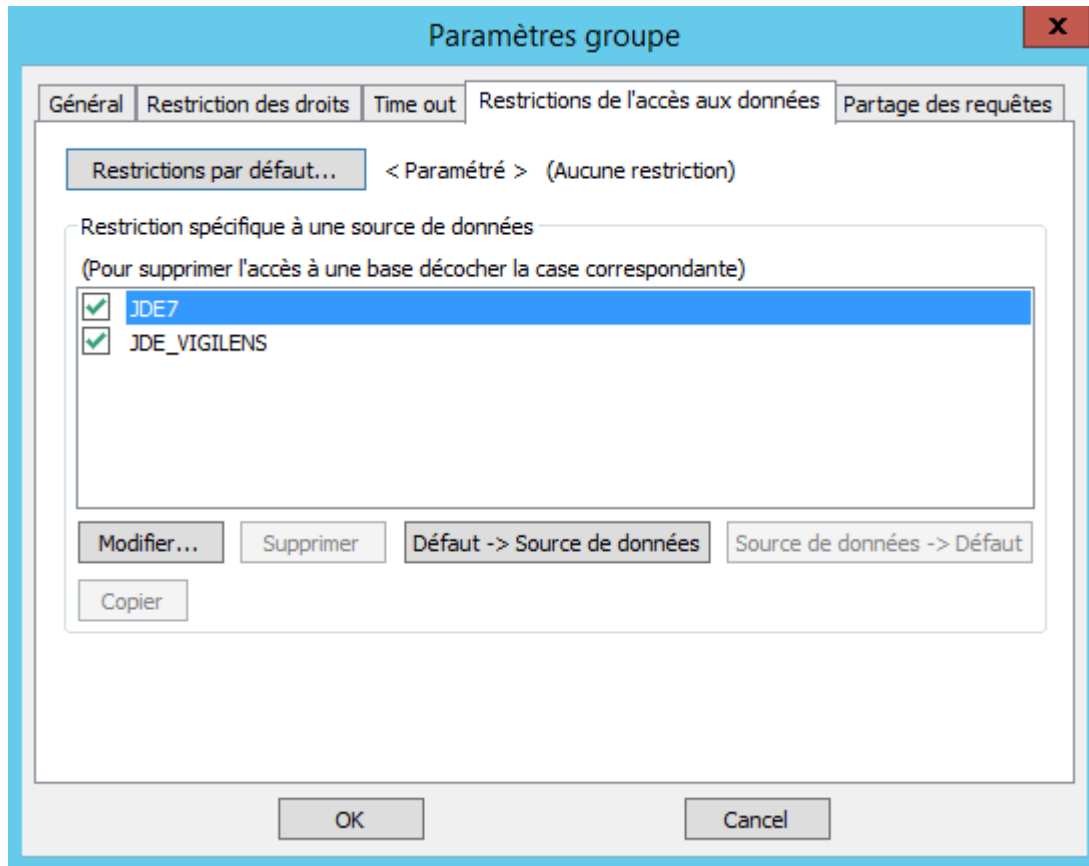 Paramètres groupe
x
Général Restriction des droits Time out Restrictions de l'accès aux données Partage des requêtes
Restrictions par défaut... < Paramétré > (Aucune restriction)
Restriction spécifique à une source de données
(Pour supprimer l'accès à une base décocher la case correspondante)
JDE7
JDE_VIGILENS
Modifier... Supprimer Défaut -> Source de données Source de données -> Défaut
Copier
OK Cancel